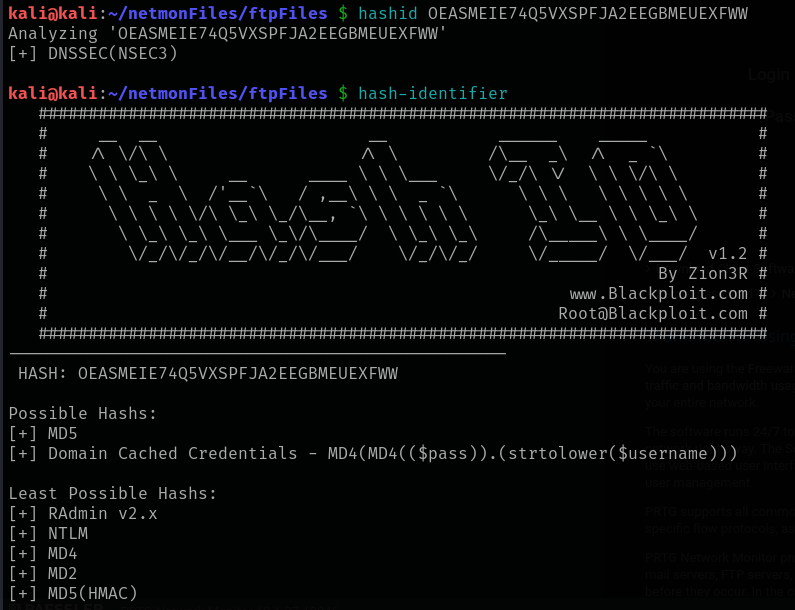 kali@kali:~/netmonFiles/ftpFiles $ hashid OEASMEIE74Q5VXSPFJA2EEGBMEUEXFWW
Analyzing 'OEASMEIE74Q5VXSPFJA2EEGBMEUEXFWW'
[+] DNSSEC(NSEC3)
kali@kali:~/netmonFiles/ftpFiles $ hash-identifier
Hash ID
v1.2
By Zion3R
www.Blackploit.com
Root@Blackploit.com
HASH: OEASMEIE74Q5VXSPFJA2EEGBMEUEXFWW
Possible Hashs:
[+] MD5
[+] Domain Cached Credentials - MD4(MD4(($pass)).(strtolower($username)))
Least Possible Hashs:
[+] RAdmin v2.x
[+] NTLM
[+] MD4
[+] MD2
[+] MD5(HMAC)